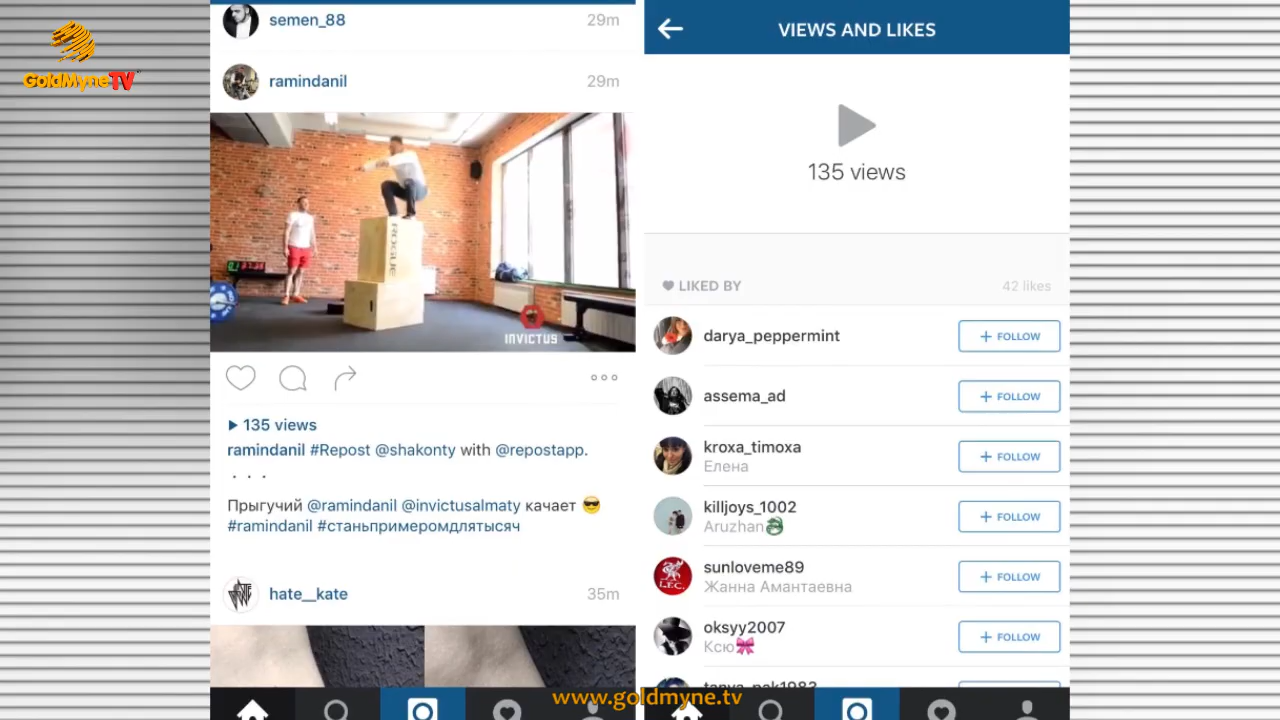 GoldMyneTV
semen_88
29m
ramindanil
29m
ROGUE
INVICTUS
135 views
ramindanil #Repost @shakonty with @repostapp.
. . .
Прыгучий @ramindanil @invictusalmaty качает 😎
#ramindanil #станьпримеромдлятысяч
hate__kate
35m
VIEWS AND LIKES
135 views
LIKED BY
42 likes
darya_peppermint
+ FOLLOW
assema_ad
+ FOLLOW
kroxa_timoxa
Елена
+ FOLLOW
killjoys_1002
Aruzhan🐲
+ FOLLOW
L.F.C.
sunloveme89
Жанна Амантаевна
+ FOLLOW
oksyy2007
Ксю🎀
+ FOLLOW
www.goldmyne.tv